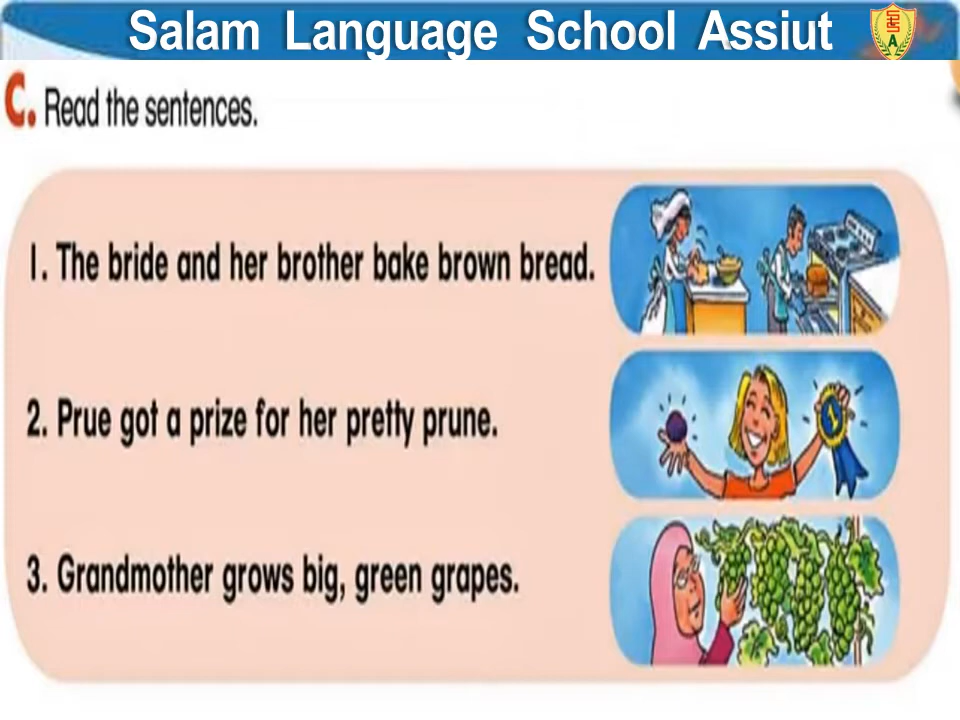 Salam Language School Assiut
C. Read the sentences.
1. The bride and her brother bake brown bread.
2. Prue got a prize for her pretty prune.
3. Grandmother grows big, green grapes.